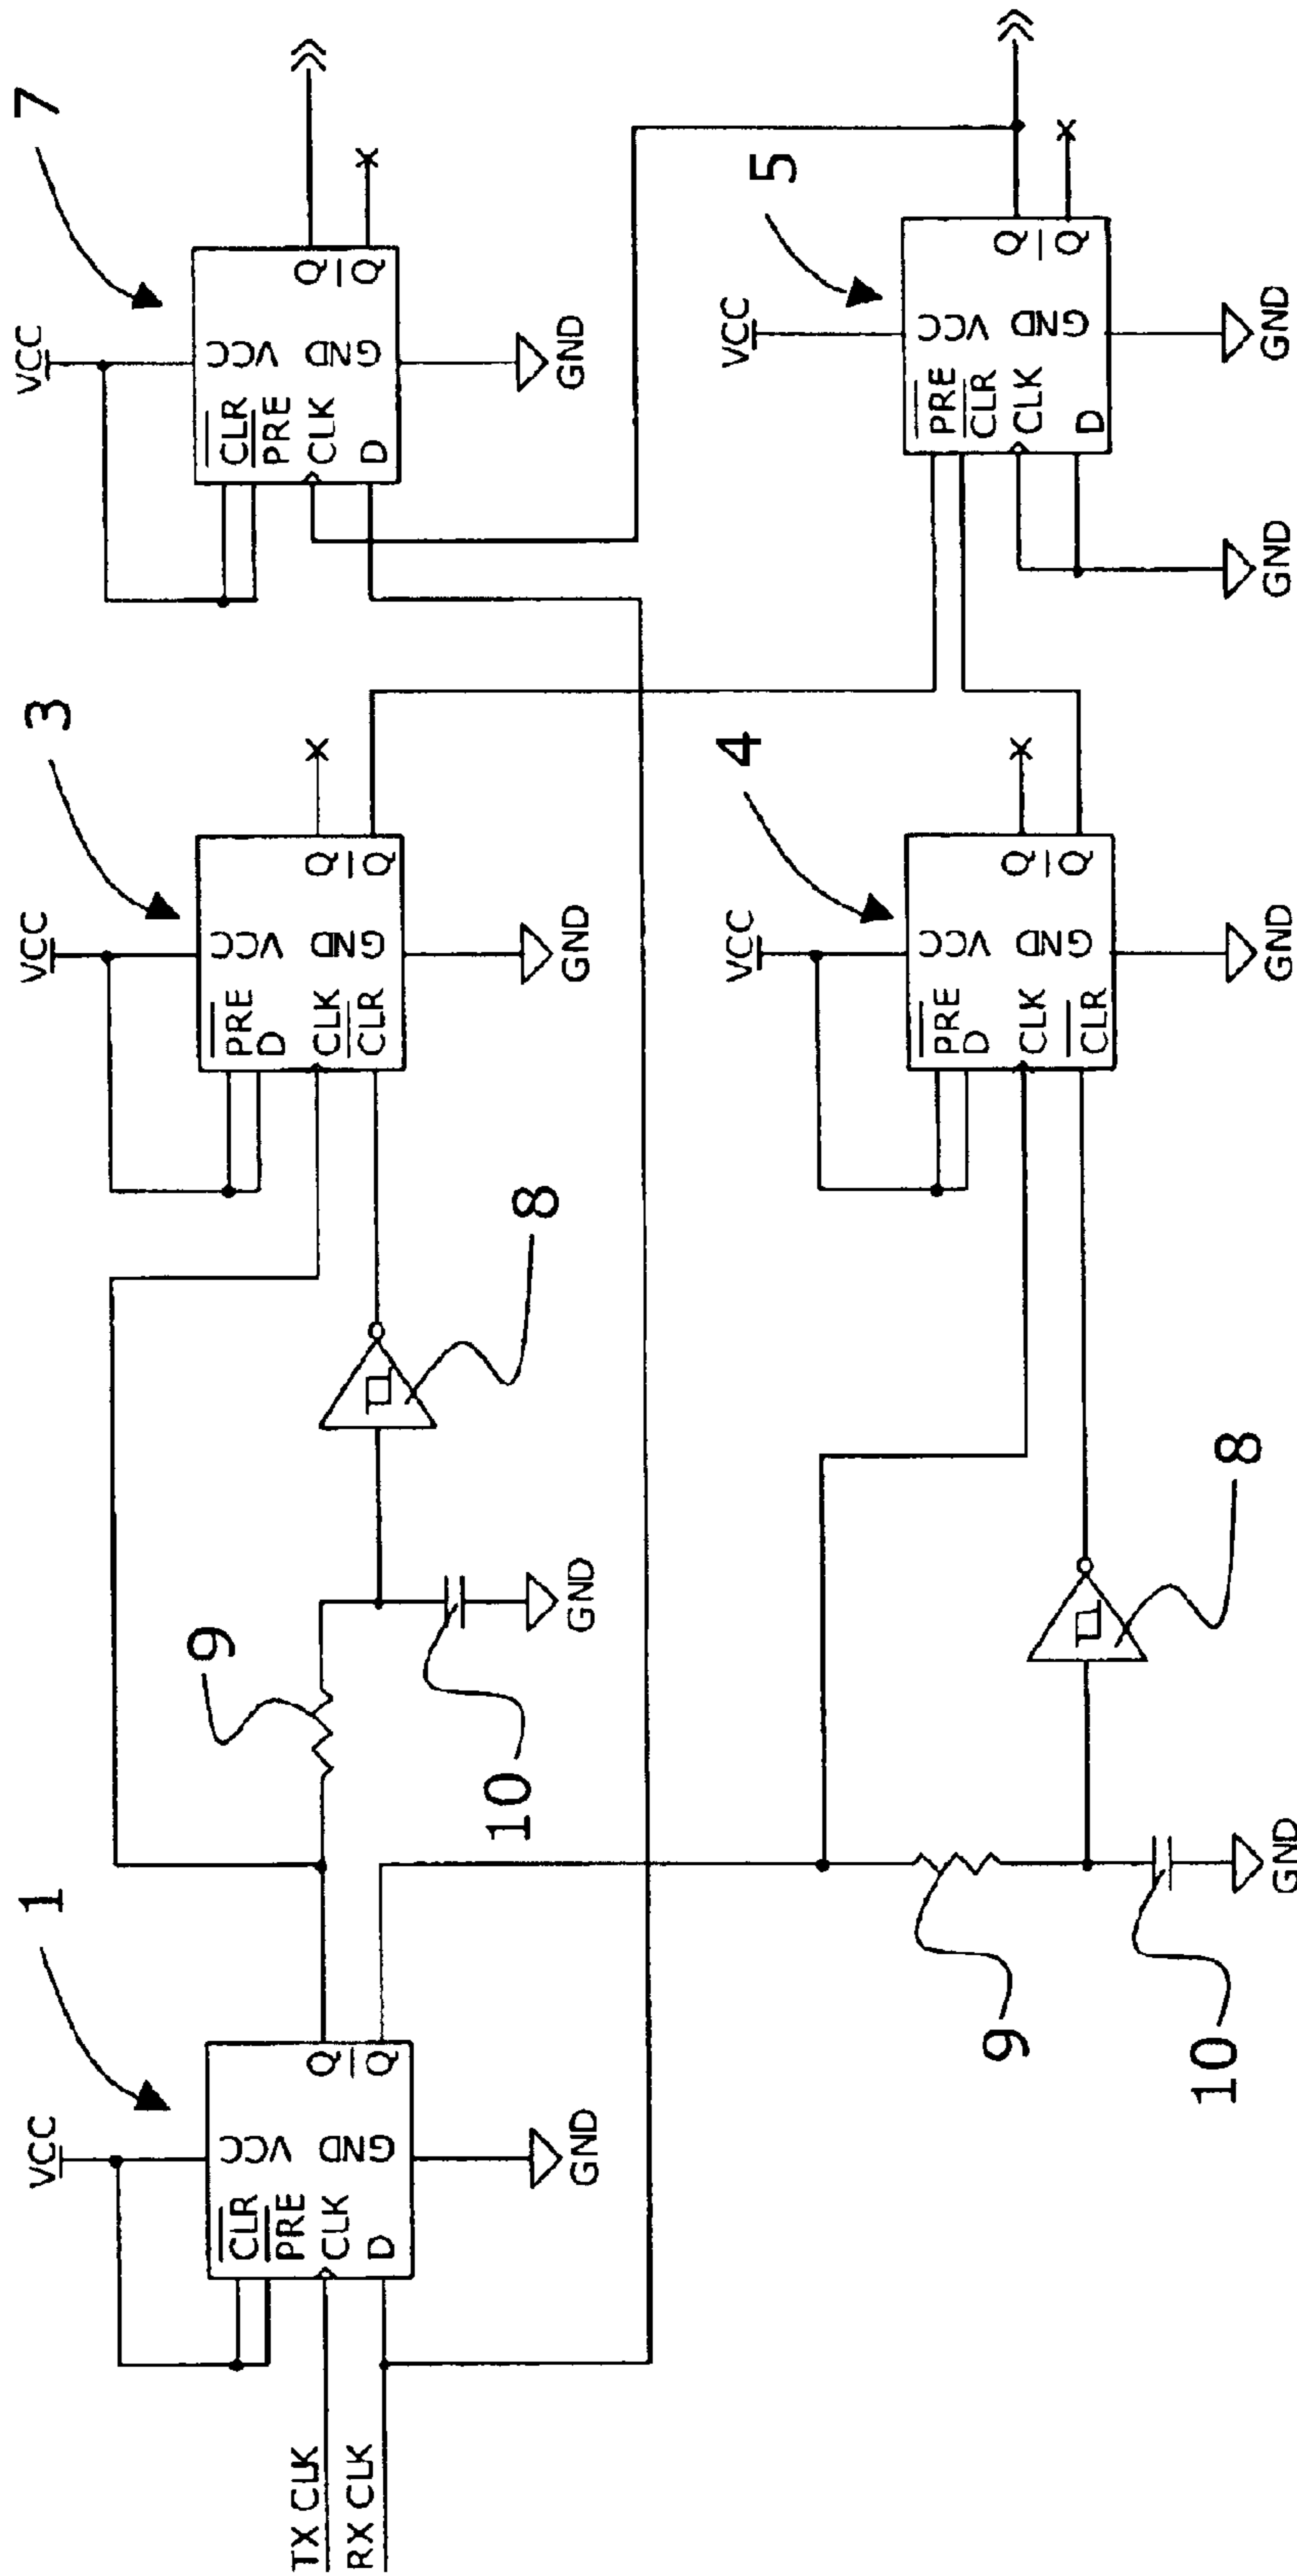 TX CLK
RX CLK
1
VCC
CLR
PRE
CLK
D
VCC
GND
Q
Q
GND
9
10
GND
8
3
VCC
PRE
D
CLK
CLR
VCC
GND
Q
Q
GND
7
VCC
CLR
PRE
CLK
D
VCC
GND
Q
Q
GND
9
10
GND
8
4
VCC
PRE
D
CLK
CLR
VCC
GND
Q
Q
GND
5
VCC
PRE
CLR
CLK
D
VCC
GND
Q
Q
GND
GND